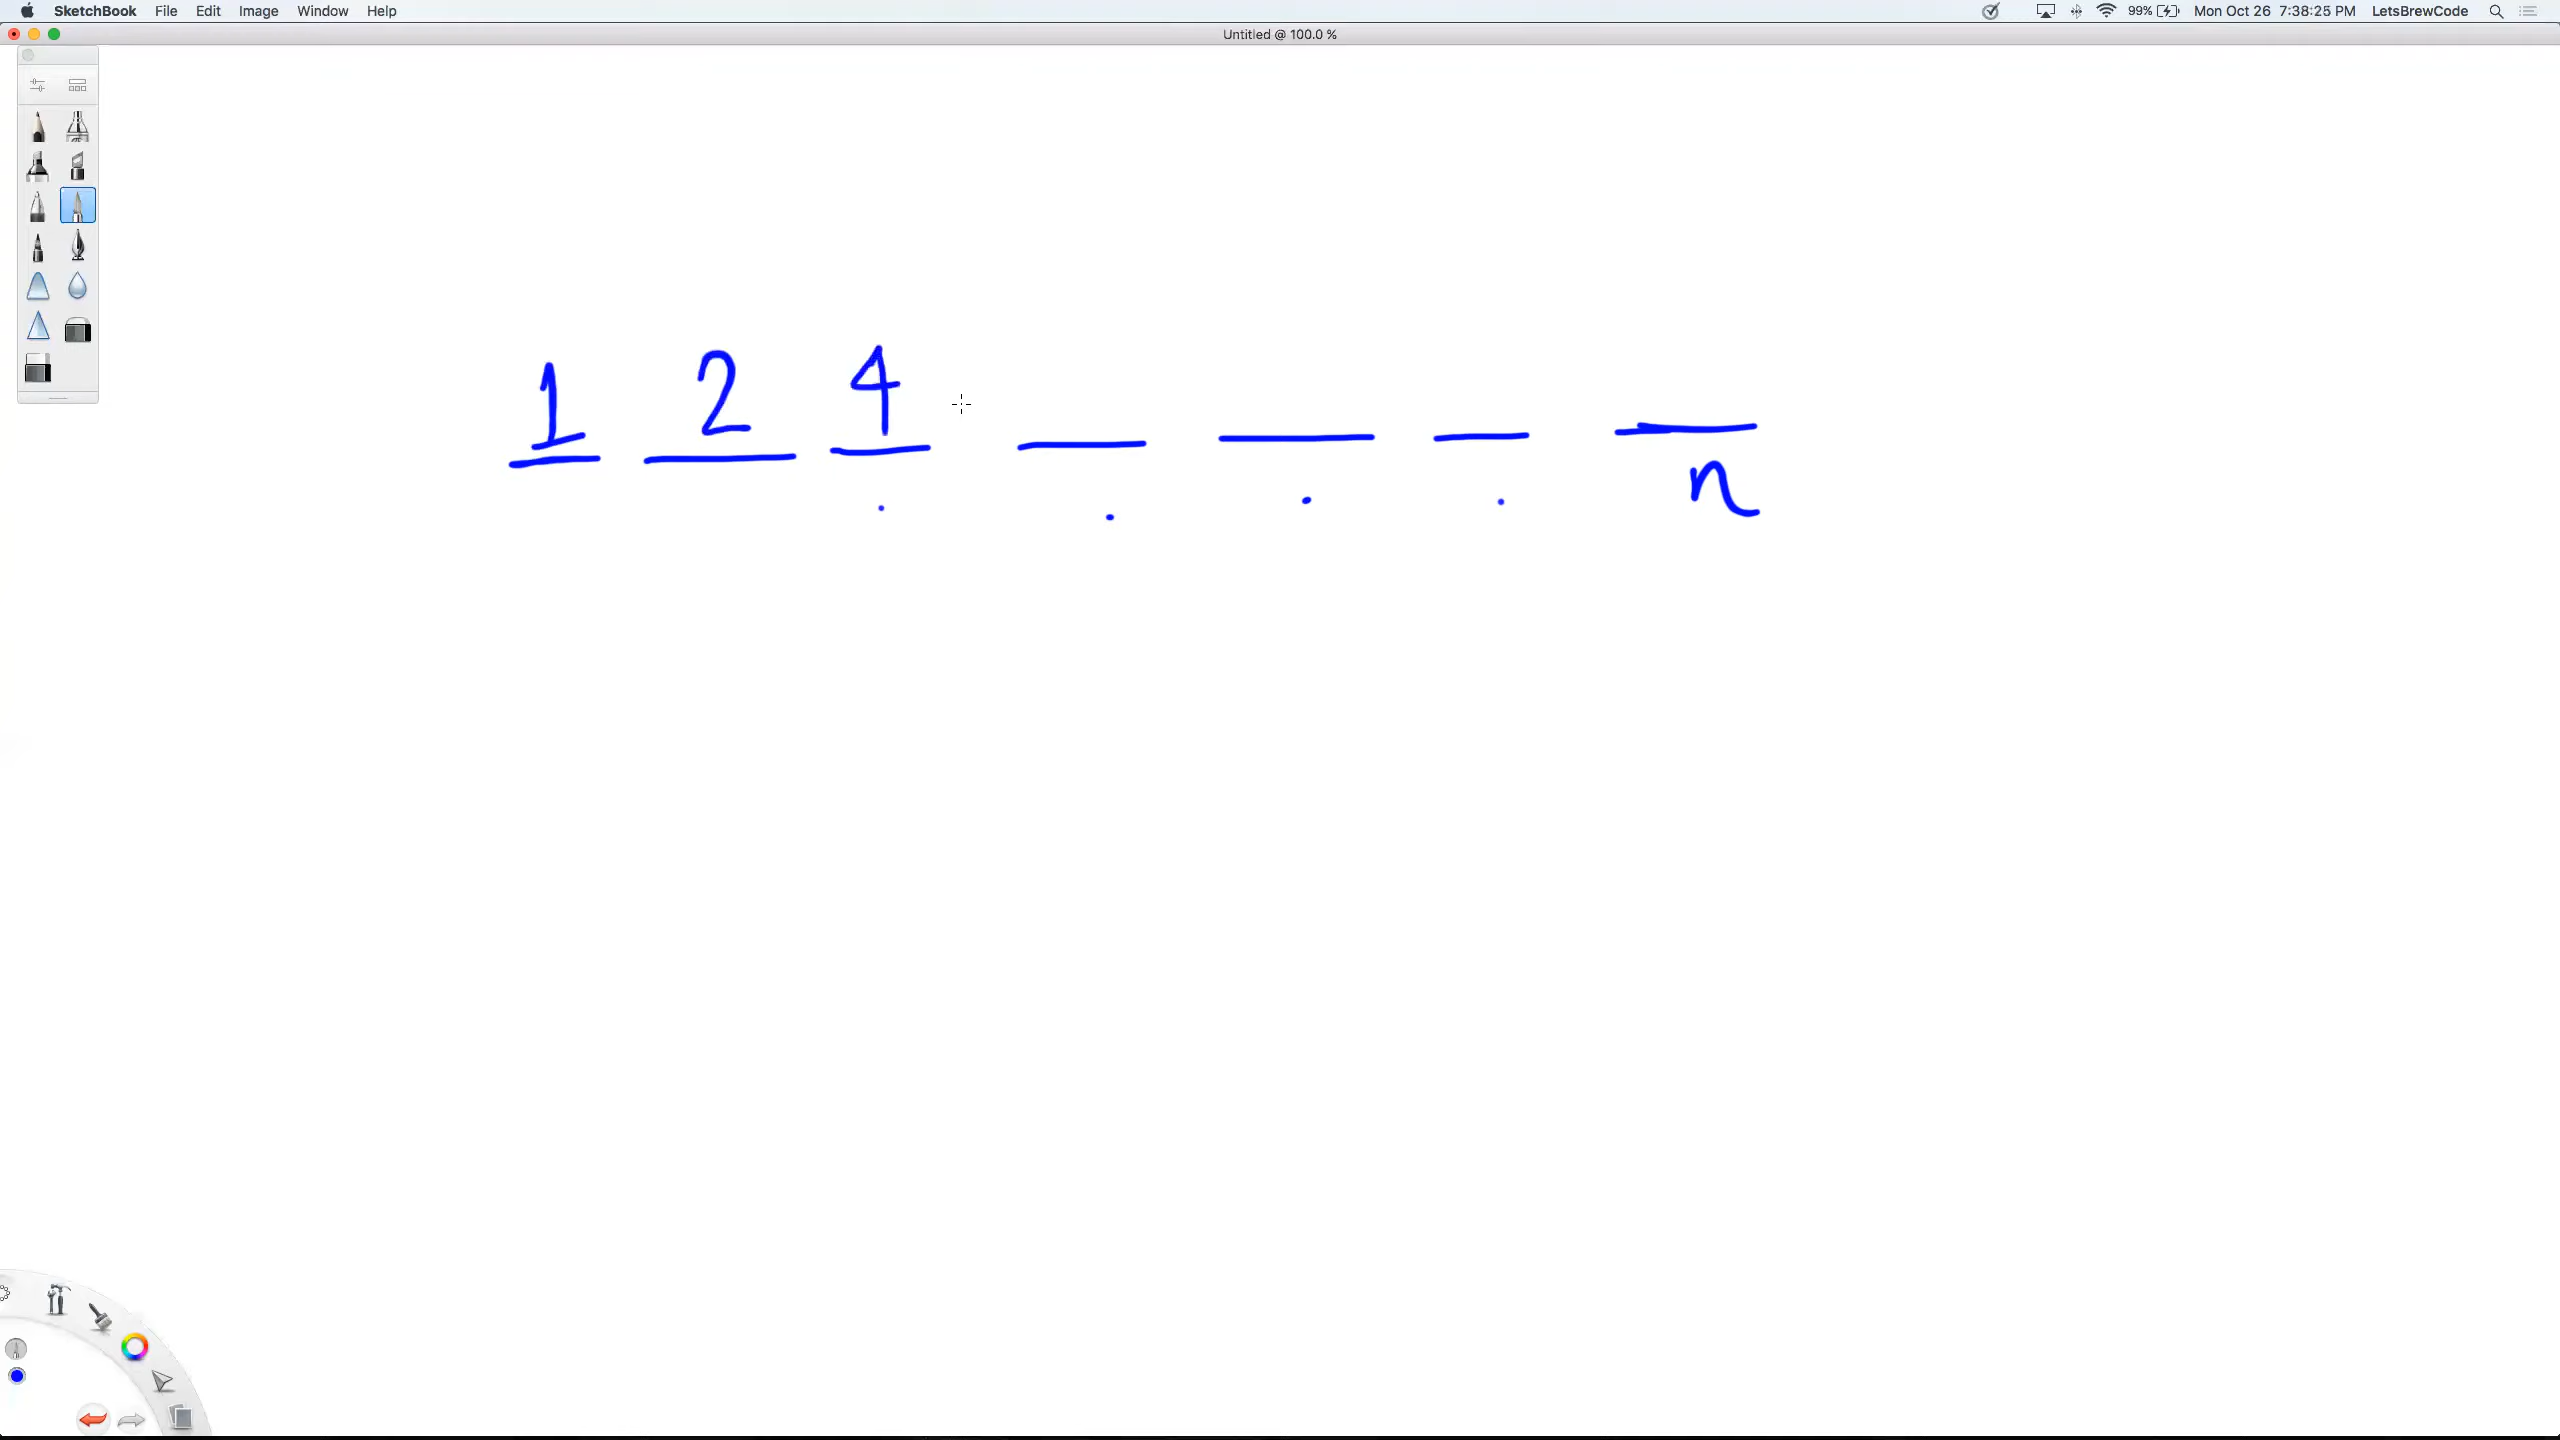 SketchBook File Edit Image Window Help 99% Mon Oct 26 7:38:25 PM LetsBrewCode
Untitled @ 100.0 %
1 2 4
n